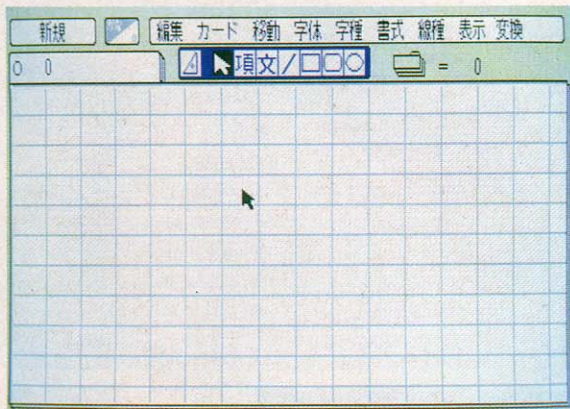 新規 編集 カード 移動 字体 字種 書式 線種 表示 変換
0 項文 = 0